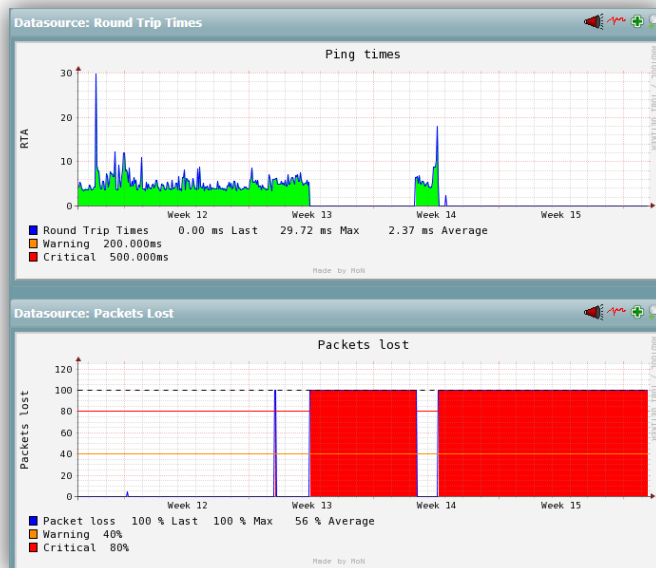 Datasource: Round Trip Times
Ping times
30
20
10
0
RTA
Week 12 Week 13 Week 14 Week 15
Round Trip Times 0.00 ms Last 29.72 ms Max 2.37 ms Average
Warning 200.000ms
Critical 500.000ms
Made by MoN
Datasource: Packets Lost
Packets lost
120
100
80
60
40
20
0
Packets lost
Week 12 Week 13 Week 14 Week 15
Packet loss 100 % Last 100 % Max 56 % Average
Warning 40%
Critical 80%
Made by MoN